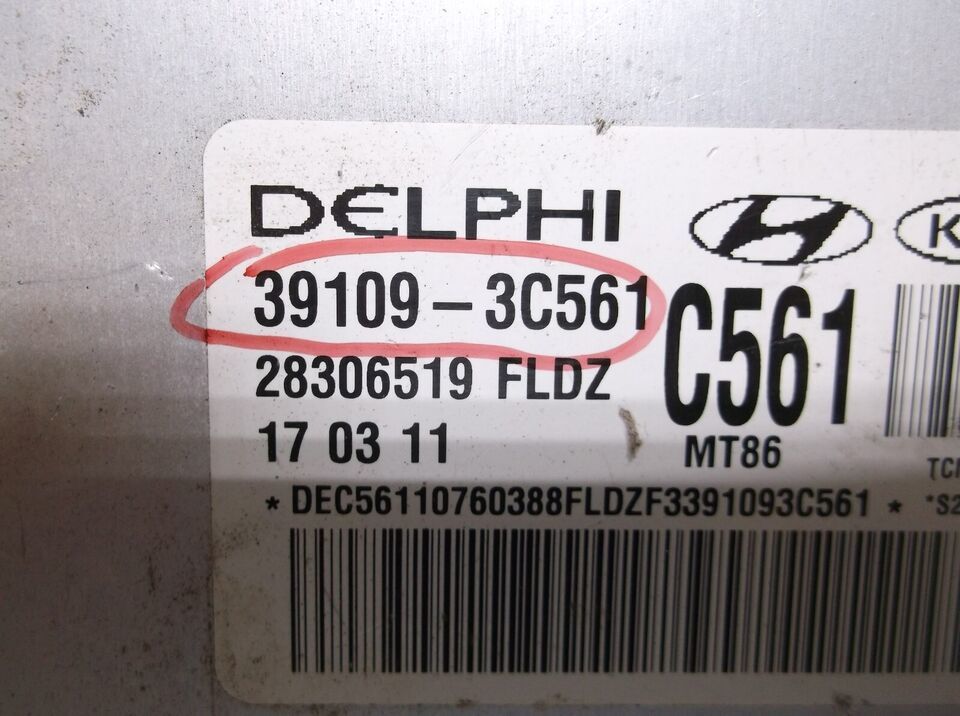 DELPHI
39109-3C561
C561
28306519 FLDZ
17 03 11
MT86
*DEC56110760388FLDZF3391093C561*